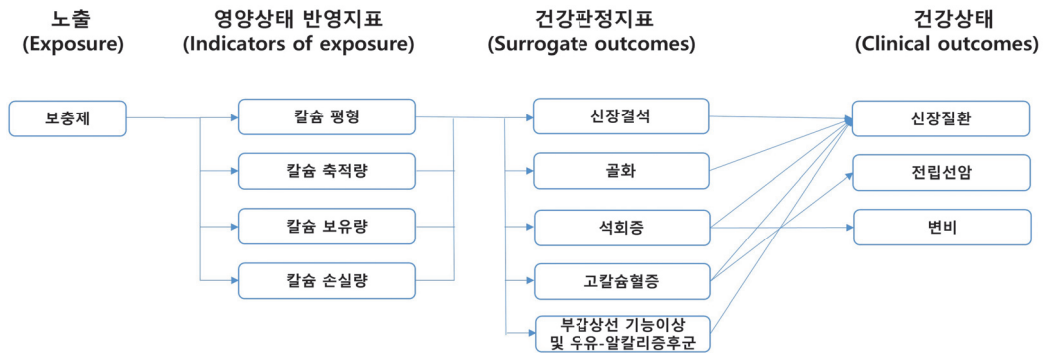 노출
(Exposure)
영양상태 반영지표
(Indicators of exposure)
건강판정지표
(Surrogate outcomes)
건강상태
(Clinical outcomes)
보충제
칼슘 평형
칼슘 축적량
칼슘 보유량
칼슘 손실량
신장결석
골화
석회증
고칼슘혈증
부갑상선 기능이상
및 우유-알칼리증후군
신장질환
전립선암
변비